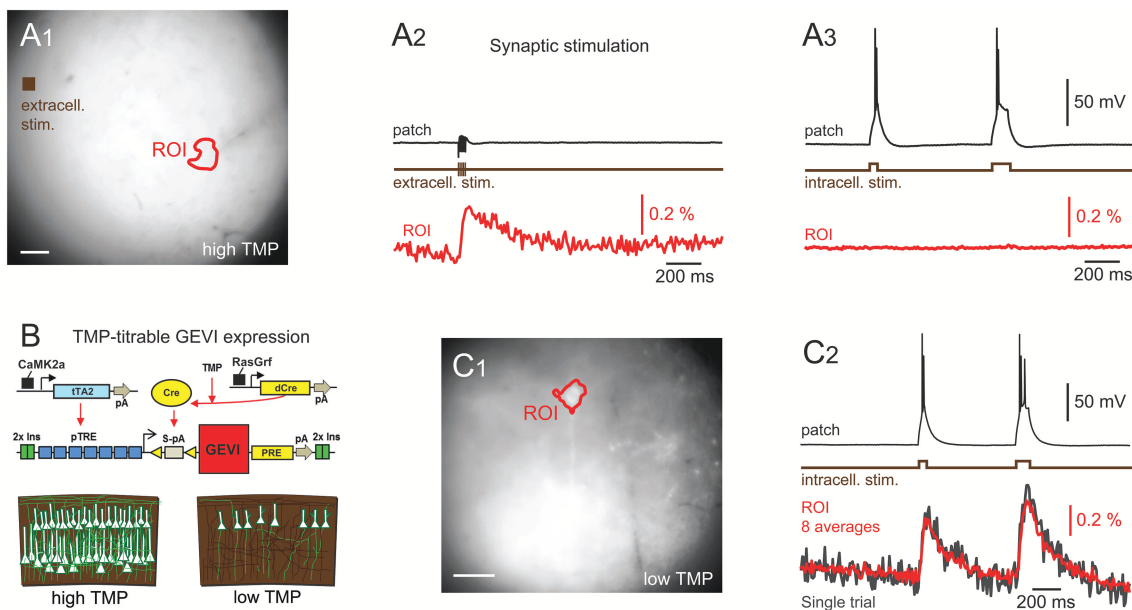 A1
extracell.
stim.
ROI
high TMP
A2
Synaptic stimulation
patch
extracell. stim.
ROI
0.2 %
200 ms
A3
50 mV
patch
intracell. stim.
0.2 %
ROI
200 ms
B
TMP-titrable GEVI expression
CaMK2a
RasGrf
TMP
tTA2
Cre
dCre
pA
pA
2x Ins
pTRE
S-pA
GEVI
PRE
pA
2x Ins
high TMP
low TMP
C1
ROI
low TMP
C2
50 mV
patch
intracell. stim.
ROI
8 averages
0.2 %
Single trial
200 ms